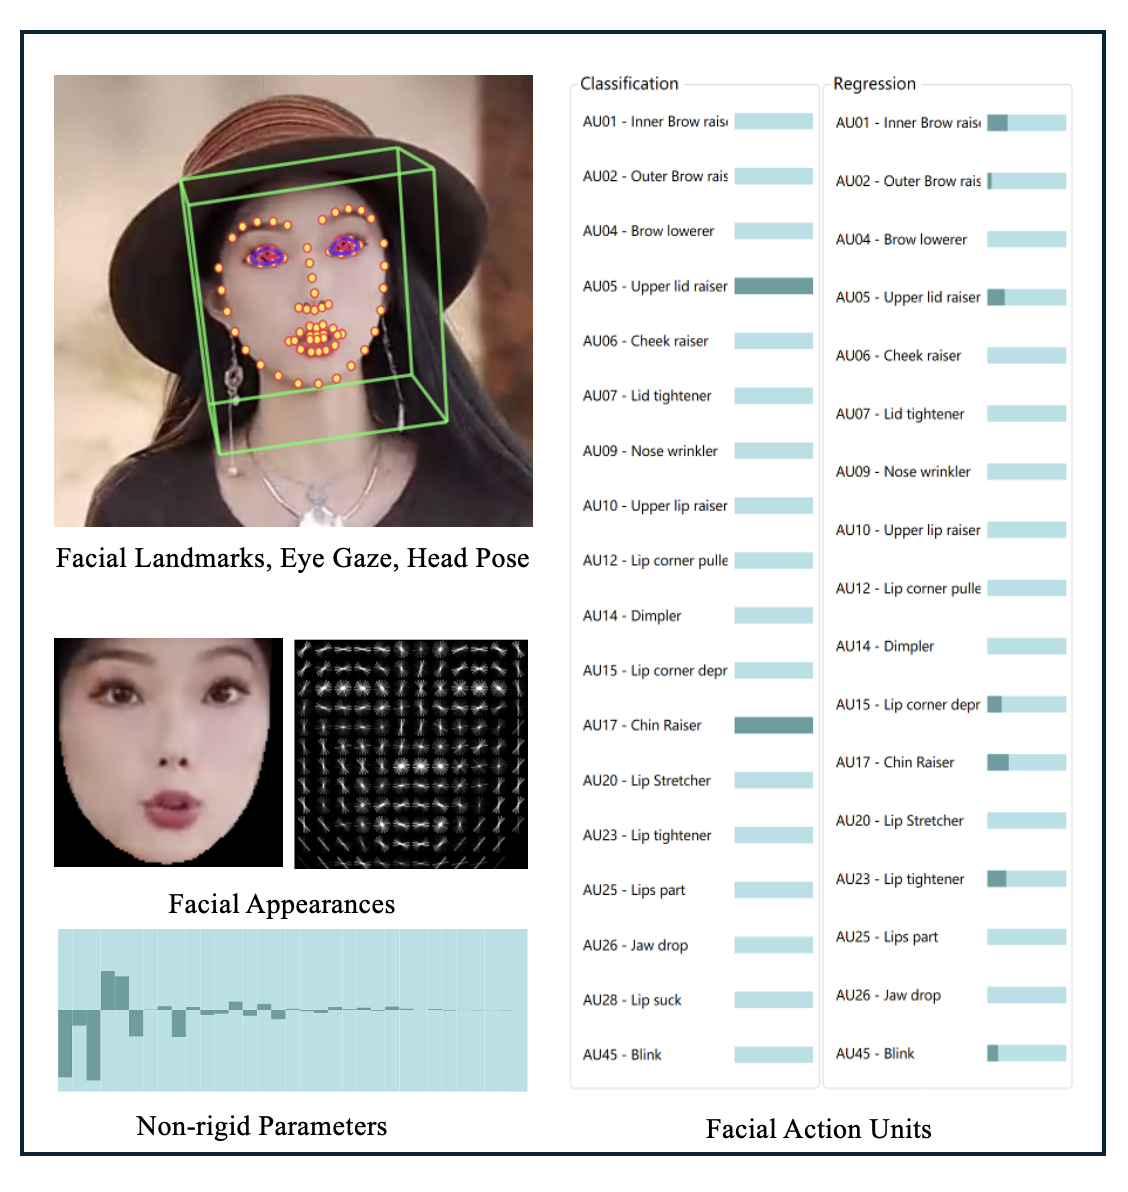 Facial Landmarks, Eye Gaze, Head Pose
Facial Appearances
Non-rigid Parameters
Classification
AU01 - Inner Brow raise
AU02 - Outer Brow rais
AU04 - Brow lowerer
AU05 - Upper lid raiser
AU06 - Cheek raiser
AU07 - Lid tightener
AU09 - Nose wrinkler
AU10 - Upper lip raiser
AU12 - Lip corner pulle
AU14 - Dimpler
AU15 - Lip corner depr
AU17 - Chin Raiser
AU20 - Lip Stretcher
AU23 - Lip tightener
AU25 - Lips part
AU26 - Jaw drop
AU28 - Lip suck
AU45 - Blink
Regression
AU01 - Inner Brow raise
AU02 - Outer Brow rais
AU04 - Brow lowerer
AU05 - Upper lid raiser
AU06 - Cheek raiser
AU07 - Lid tightener
AU09 - Nose wrinkler
AU10 - Upper lip raiser
AU12 - Lip corner pulle
AU14 - Dimpler
AU15 - Lip corner depr
AU17 - Chin Raiser
AU20 - Lip Stretcher
AU23 - Lip tightener
AU25 - Lips part
AU26 - Jaw drop
AU45 - Blink
Facial Action Units